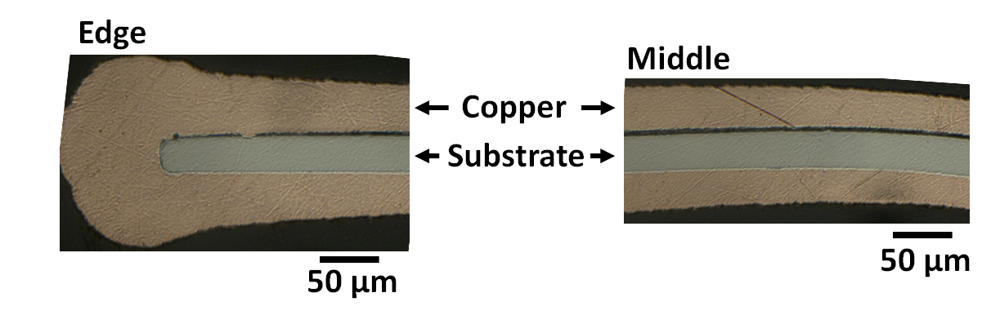 Edge
Middle
Copper
Substrate
50 µm
50 µm